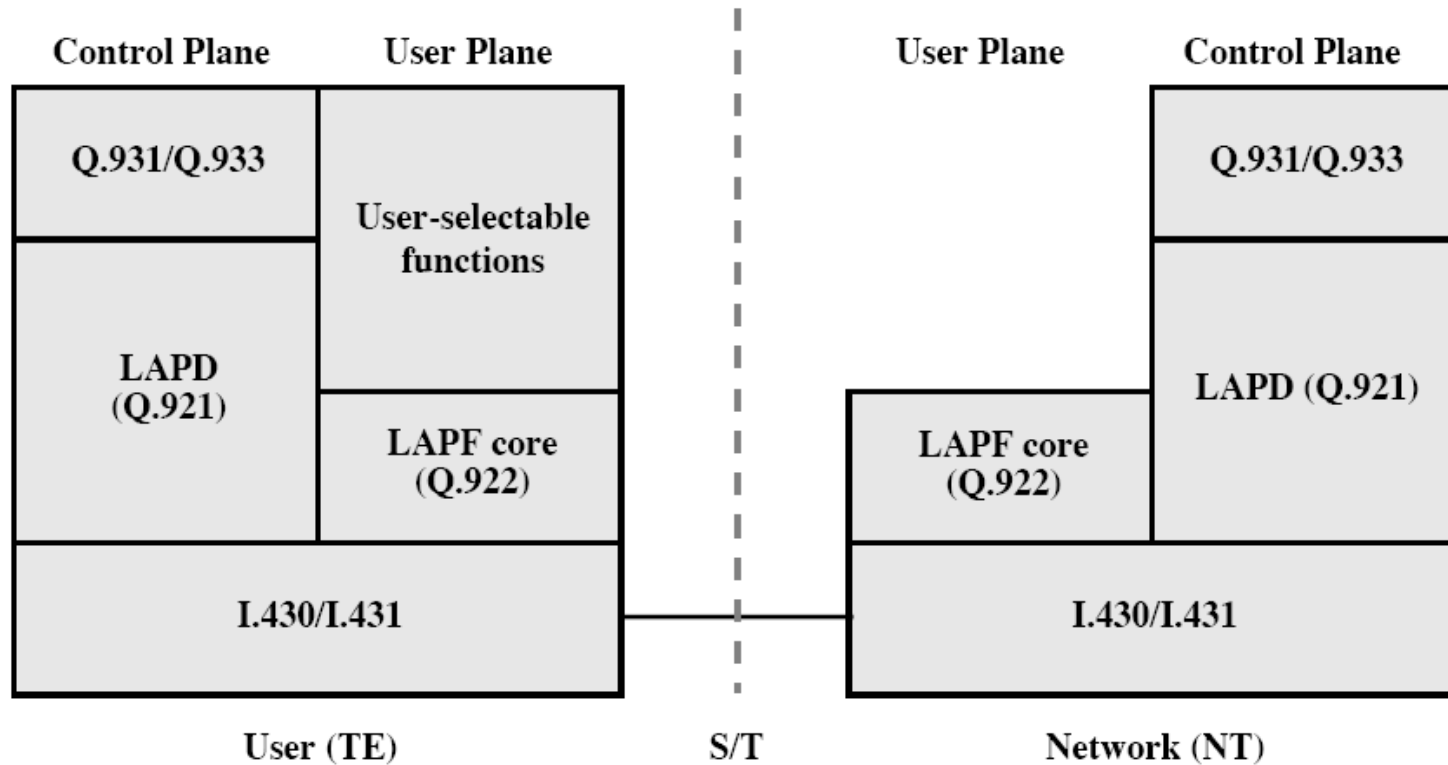 Control Plane
User Plane
User Plane
Control Plane
Q.931/Q.933
User-selectable
functions
LAPD
(Q.921)
LAPF core
(Q.922)
I.430/I.431
Q.931/Q.933
LAPD (Q.921)
LAPF core
(Q.922)
I.430/I.431
User (TE)
S/T
Network (NT)